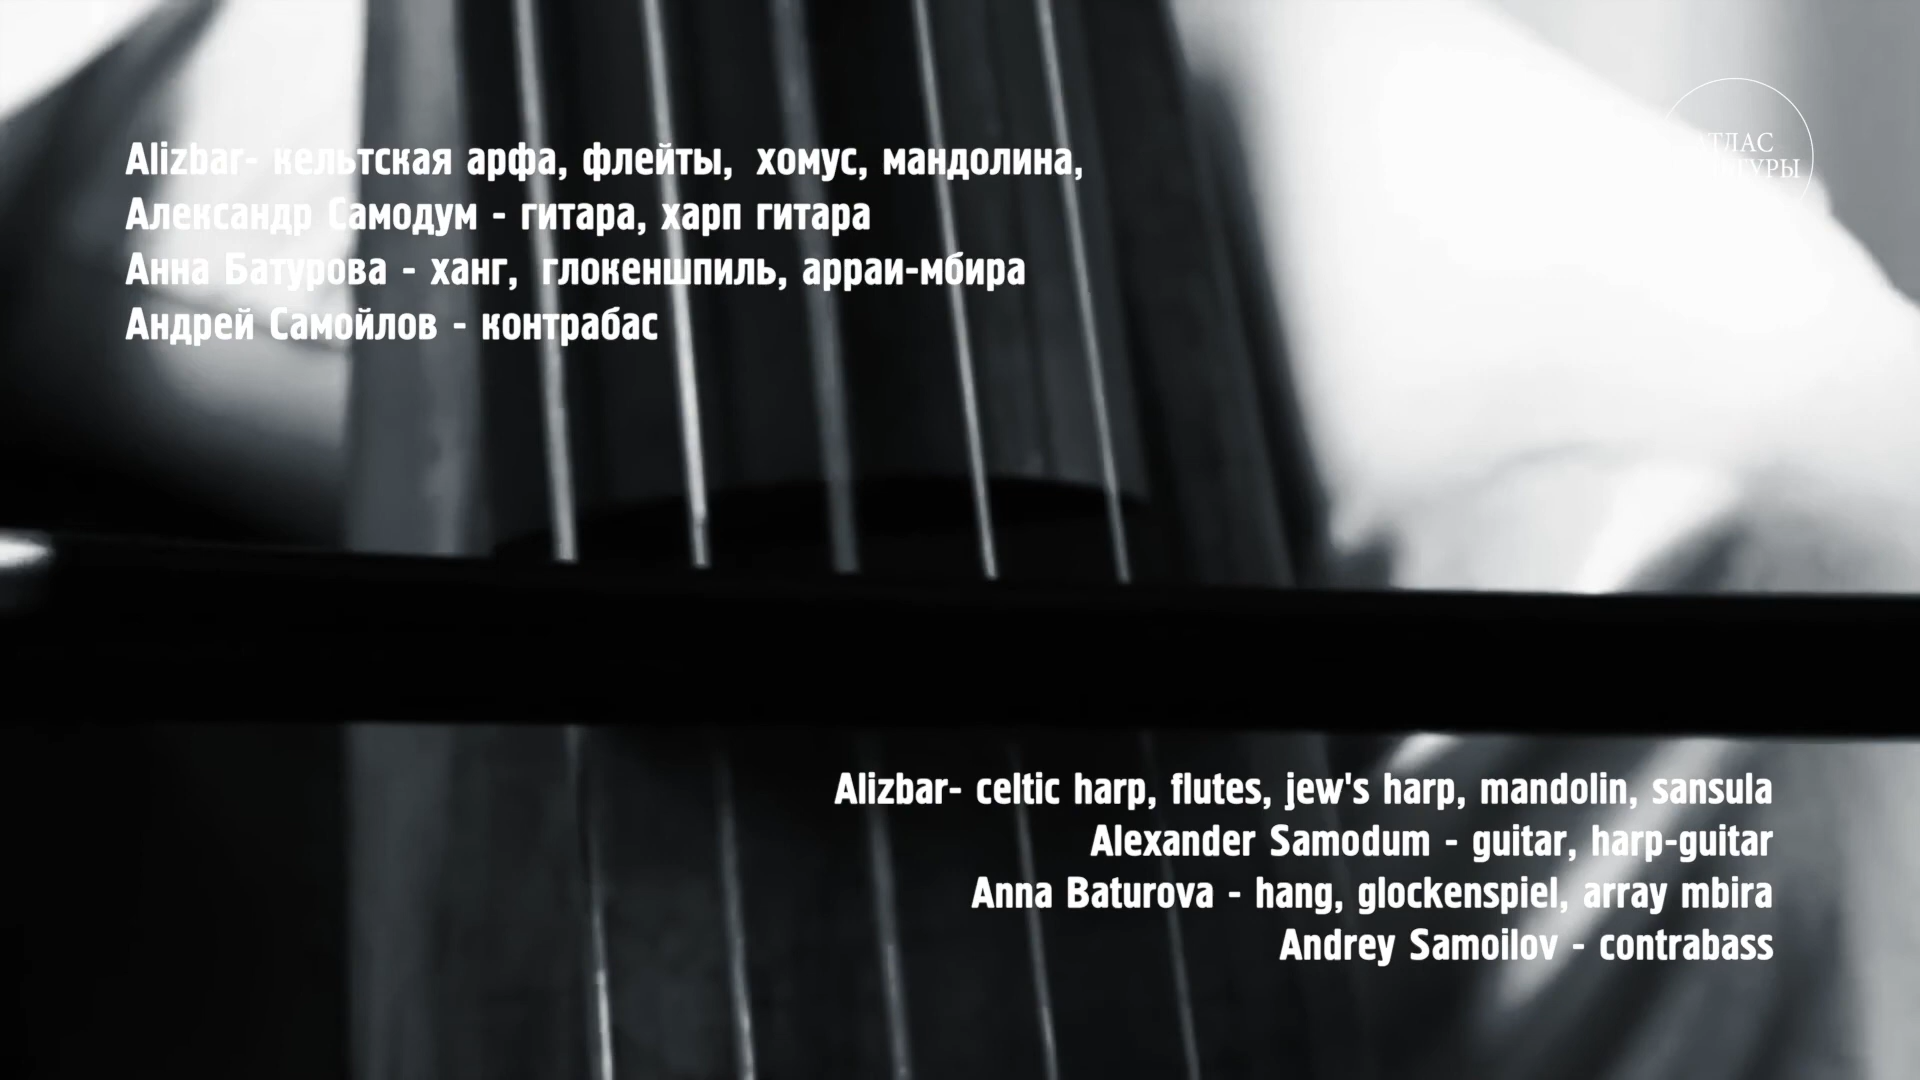 Alizbar- кельтская арфа, флейты, хомус, мандолина,
Александр Самодум - гитара, харп гитара
Анна Батурова - ханг, глокеншпиль, арраи-мбира
Андрей Самойлов - контрабас
Alizbar- celtic harp, flutes, jew's harp, mandolin, sansula
Alexander Samodum - guitar, harp-guitar
Anna Baturova - hang, glockenspiel, array mbira
Andrey Samoilov - contrabass